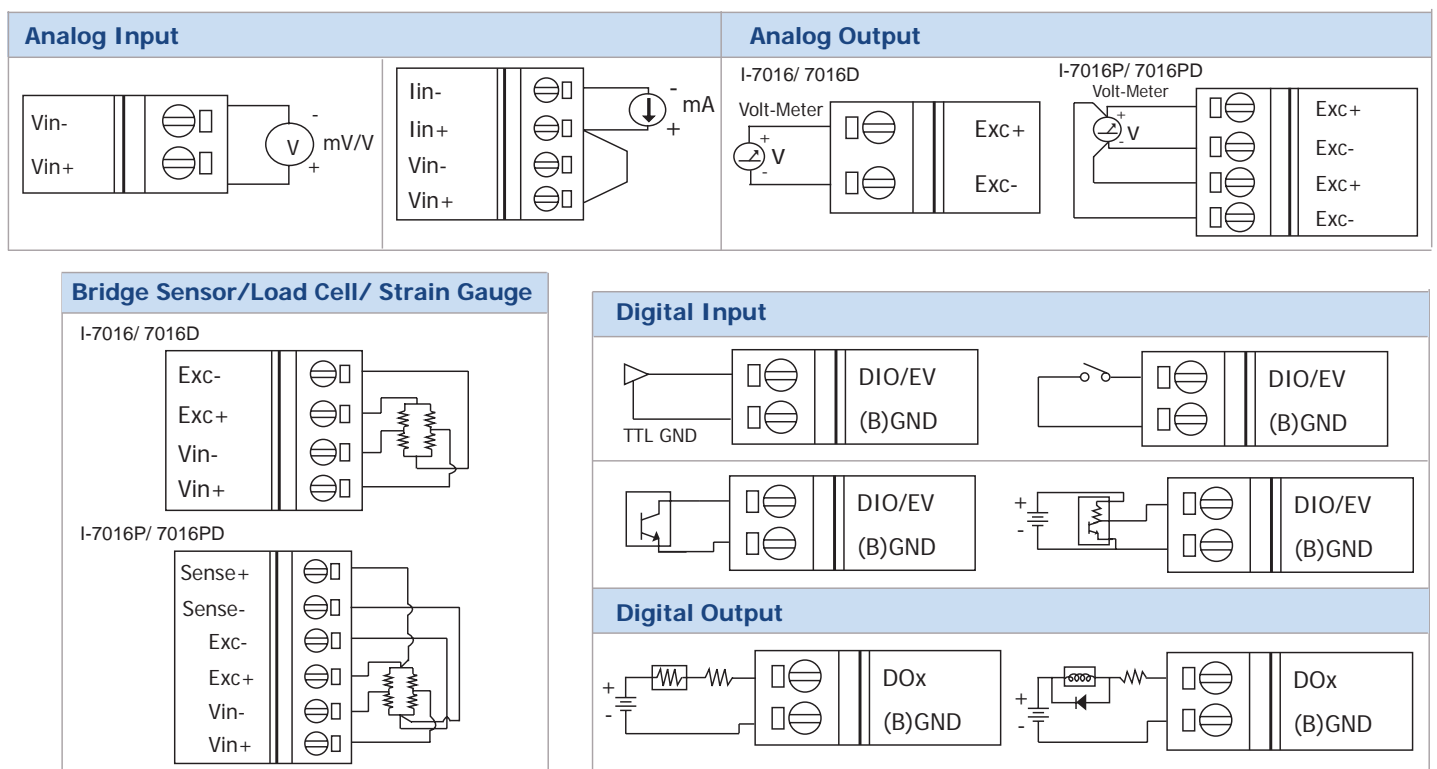 Analog Input
Analog Output
Vin-
Vin+
-
V
mV/V
+
Iin-
Iin+
Vin-
Vin+
-
mA
+
I-7016/ 7016D
Volt-Meter
+
V
-
Exc+
Exc-
I-7016P/ 7016PD
Volt-Meter
+
V
-
Exc+
Exc-
Exc+
Exc-
Bridge Sensor/Load Cell/ Strain Gauge
I-7016/ 7016D
Exc-
Exc+
Vin-
Vin+
I-7016P/ 7016PD
Sense+
Sense-
Exc-
Exc+
Vin-
Vin+
Digital Input
TTL GND
DIO/EV
(B)GND
DIO/EV
(B)GND
DIO/EV
(B)GND
+
-
DIO/EV
(B)GND
Digital Output
+
-
DOx
(B)GND
+
-
DOx
(B)GND